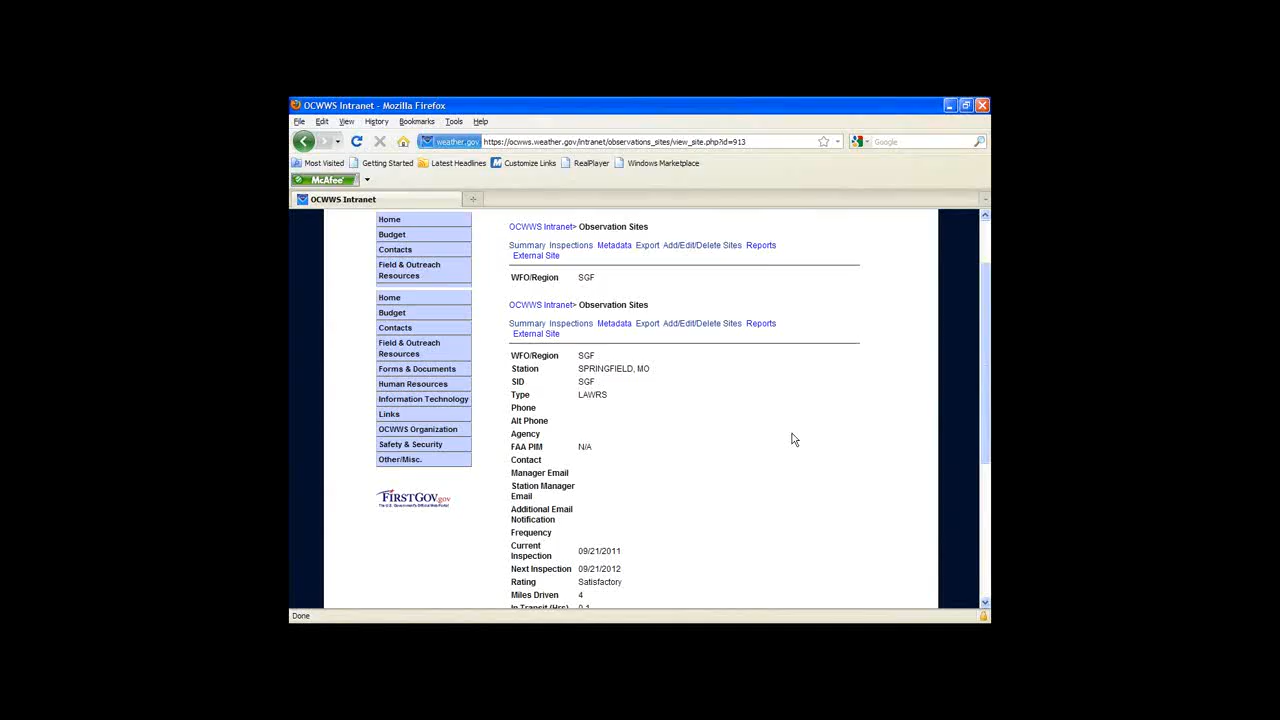 OCWWS Intranet - Mozilla Firefox
File Edit View History Bookmarks Tools Help
weather.gov https://ocwws.weather.gov/intranet/observations_sites/view_site.php?id=913 Google
Most Visited Getting Started Latest Headlines Customize Links RealPlayer Windows Marketplace
McAfee
OCWWS Intranet
Home
Budget
Contacts
Field & Outreach
Resources
Home
Budget
Contacts
Field & Outreach
Resources
Forms & Documents
Human Resources
Information Technology
Links
OCWWS Organization
Safety & Security
Other/Misc.
FIRSTGOV.gov
OCWWS Intranet> Observation Sites
Summary Inspections Metadata Export Add/Edit/Delete Sites Reports
External Site
WFO/Region SGF
OCWWS Intranet> Observation Sites
Summary Inspections Metadata Export Add/Edit/Delete Sites Reports
External Site
WFO/Region SGF
Station SPRINGFIELD, MO
SID SGF
Type LAWRS
Phone
Alt Phone
Agency
FAA PIM N/A
Contact
Manager Email
Station Manager
Email
Additional Email
Notification
Frequency
Current
Inspection 09/21/2011
Next Inspection 09/21/2012
Rating Satisfactory
Miles Driven 4
In Transit (Hrs) 0.1
Done